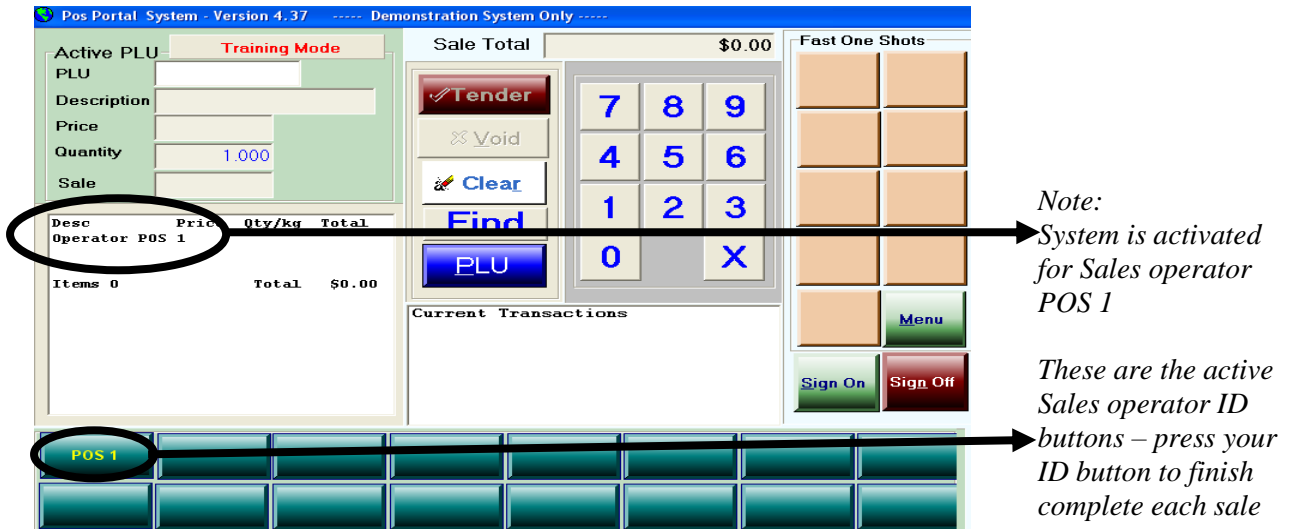 Pos Portal System - Version 4.37 ----- Demonstration System Only -----
Active PLU
Training Mode
PLU
Description
Price
Quantity 1.000
Sale
Desc Price Qty/kg Total
Operator POS 1
Items 0 Total $0.00
Sale Total $0.00
Tender
Void
Clear
Find
PLU
7 8 9
4 5 6
1 2 3
0 X
Current Transactions
Fast One Shots
Menu
Sign On Sign Off
POS 1
Note:
System is activated
for Sales operator
POS 1
These are the active
Sales operator ID
buttons – press your
ID button to finish
complete each sale